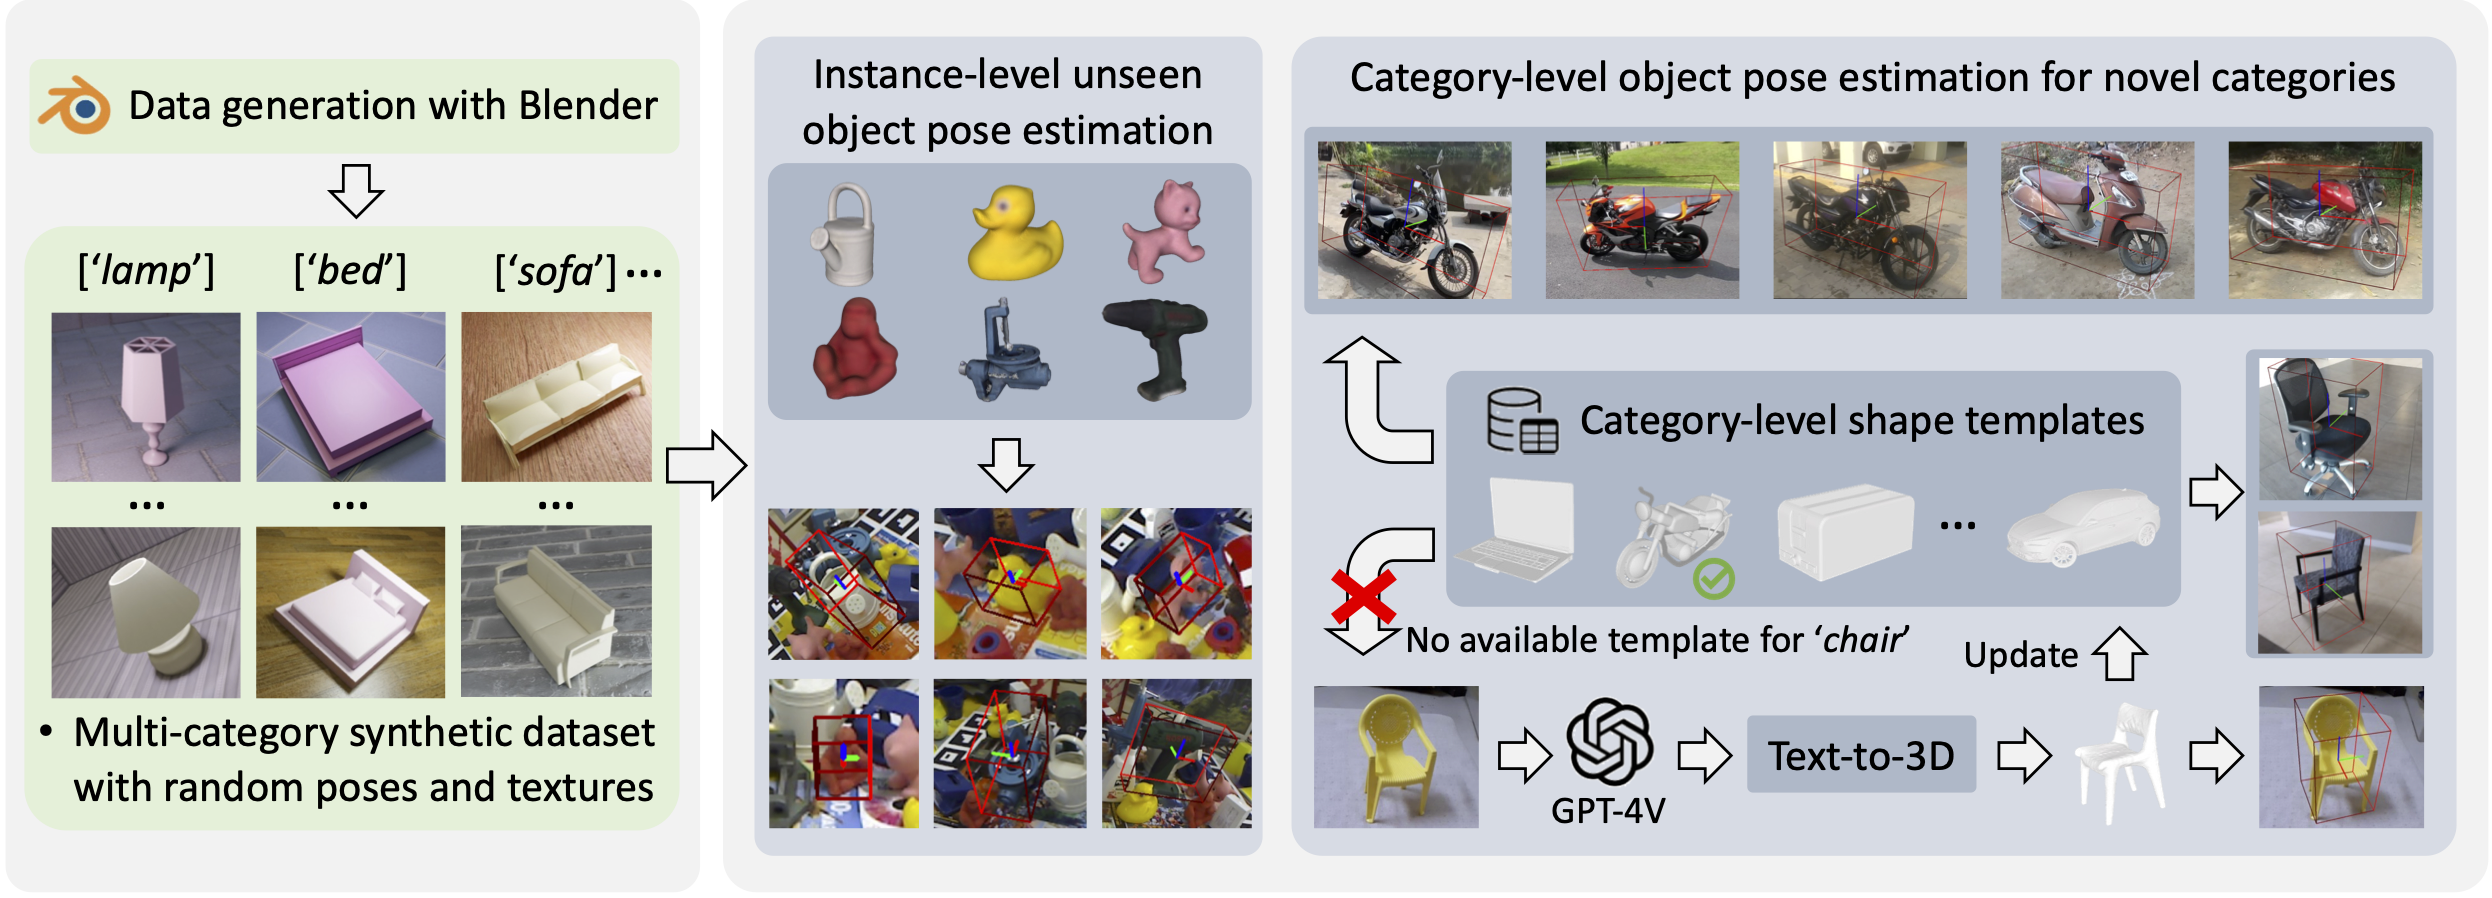 Data generation with Blender
[‘lamp’] [‘bed’] [‘sofa’] ...
... ... ...
• Multi-category synthetic dataset
with random poses and textures
Instance-level unseen
object pose estimation
Category-level object pose estimation for novel categories
Category-level shape templates
...
No available template for ‘chair’
Update
GPT-4V
Text-to-3D